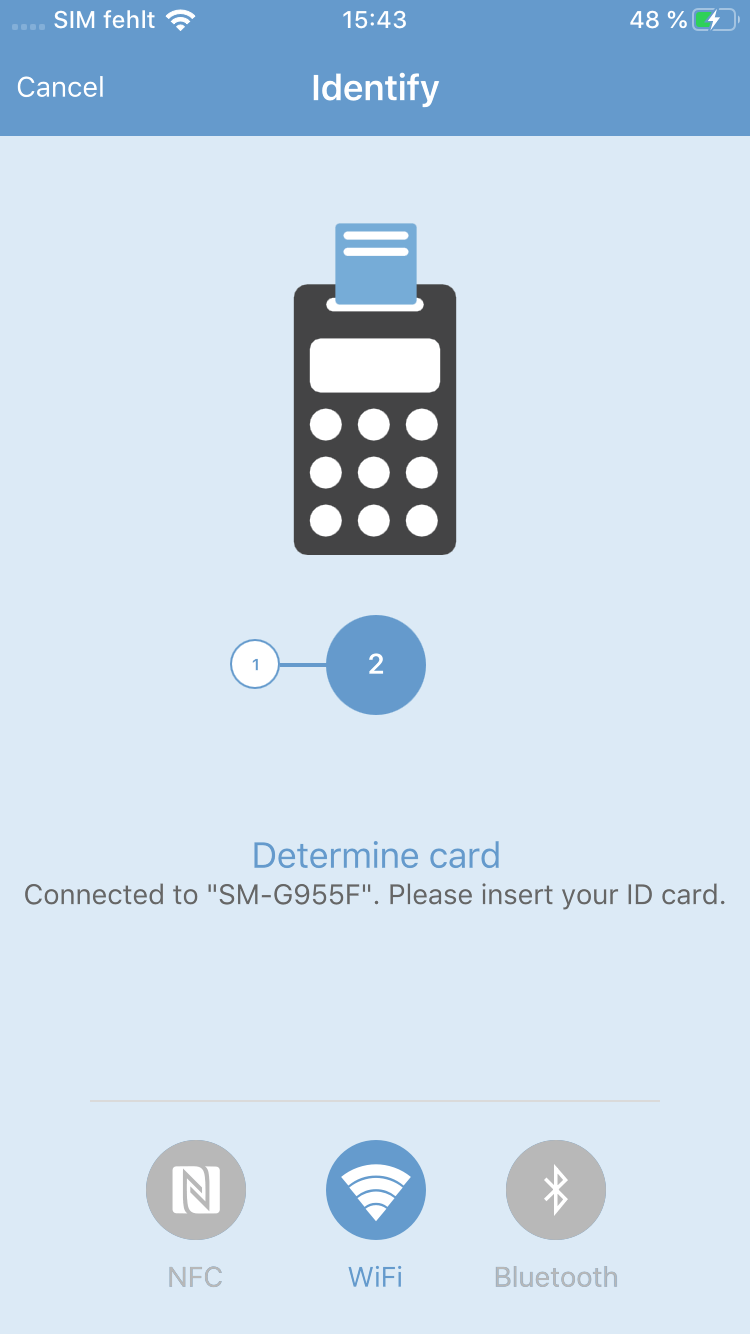 SIM fehlt 15:43 48 %
Cancel Identify
1 2
Determine card
Connected to "SM-G955F". Please insert your ID card.
NFC WiFi Bluetooth